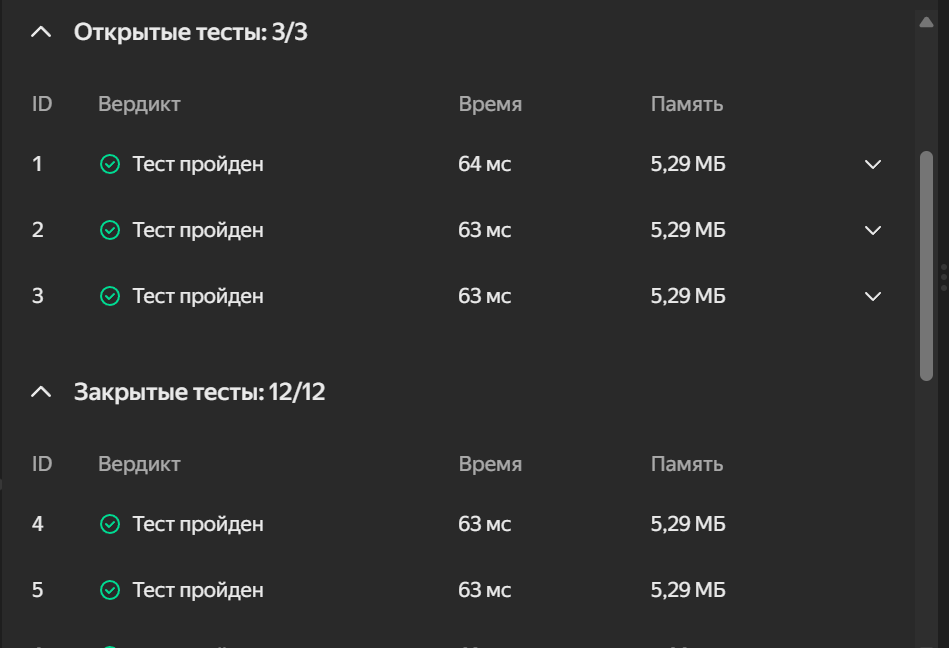 Открытые тесты: 3/3
ID Вердикт Время Память
1 Тест пройден 64 мс 5,29 МБ
2 Тест пройден 63 мс 5,29 МБ
3 Тест пройден 63 мс 5,29 МБ
Закрытые тесты: 12/12
ID Вердикт Время Память
4 Тест пройден 63 мс 5,29 МБ
5 Тест пройден 63 мс 5,29 МБ